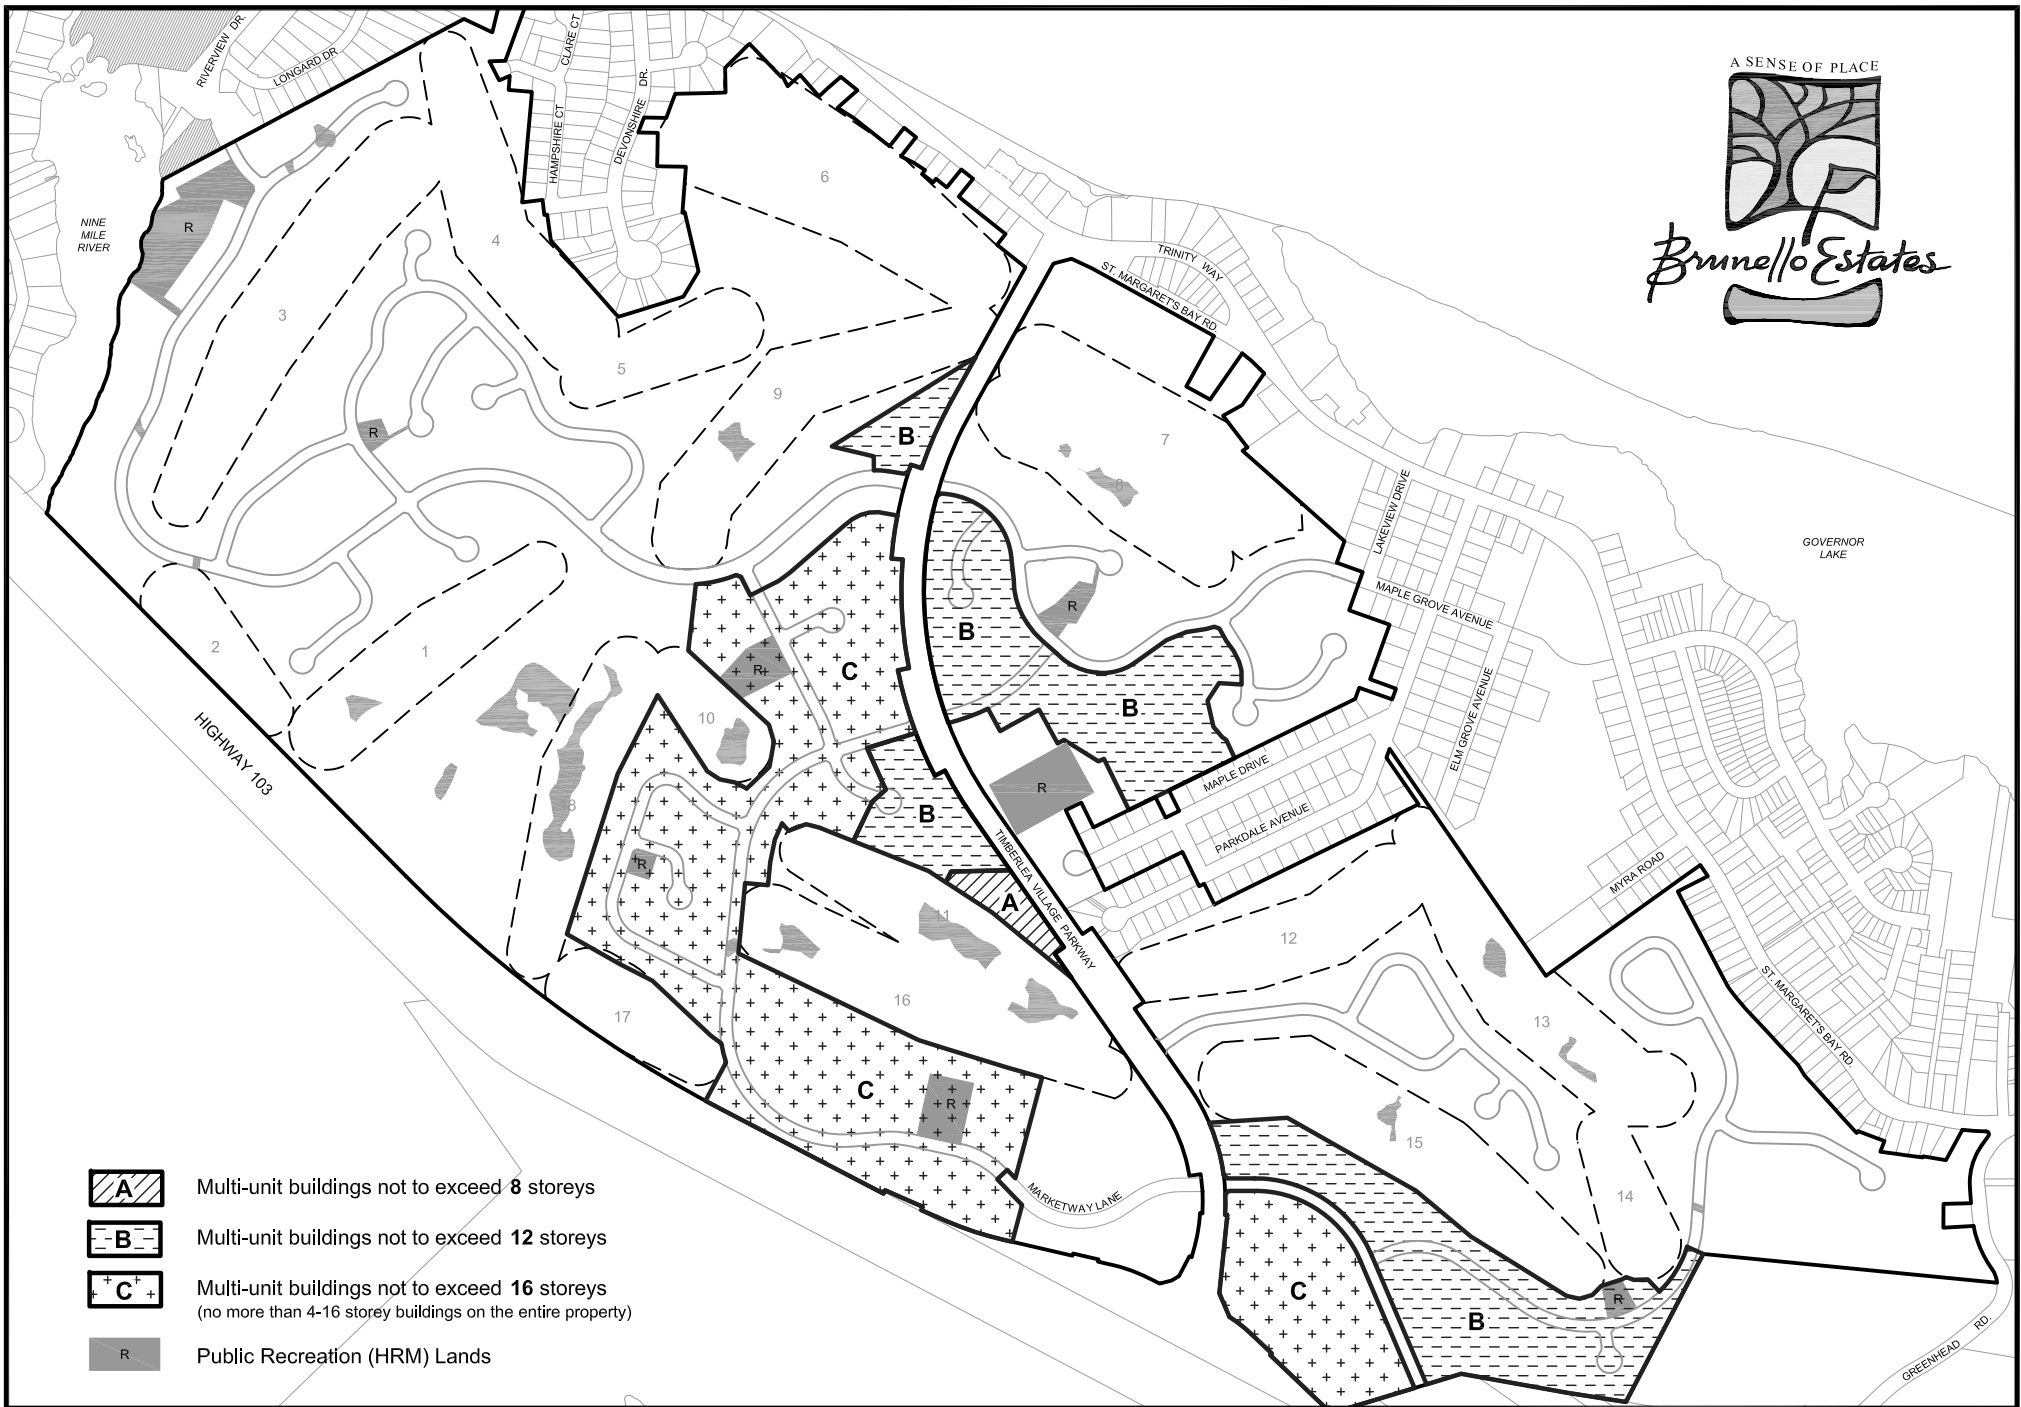 RIVERVIEW DR.
LONGARD DR
CLARE CT
HAMPSHIRE CT
DEVONSHIRE DR.
A SENSE OF PLACE
Brunello Estates
NINE
MILE
RIVER
R
3
4
6
5
9
R
B
TRINITY WAY
ST. MARGARET'S BAY RD.
7
8
LAKEVIEW DRIVE
GOVERNOR
LAKE
MAPLE GROVE AVENUE
ELM GROVE AVENUE
2
1
R
B
R
C
B
10
HIGHWAY 103
18
R
B
R
MAPLE DRIVE
PARKDALE AVENUE
MYRA ROAD
TIMBERLEA VILLAGE PARKWAY
A
11
12
16
17
13
ST. MARGARET'S BAY RD.
C
R
15
14
MARKETWAY LANE
C
B
R
GREENHEAD RD.
A Multi-unit buildings not to exceed 8 storeys
B Multi-unit buildings not to exceed 12 storeys
C Multi-unit buildings not to exceed 16 storeys
(no more than 4-16 storey buildings on the entire property)
R Public Recreation (HRM) Lands